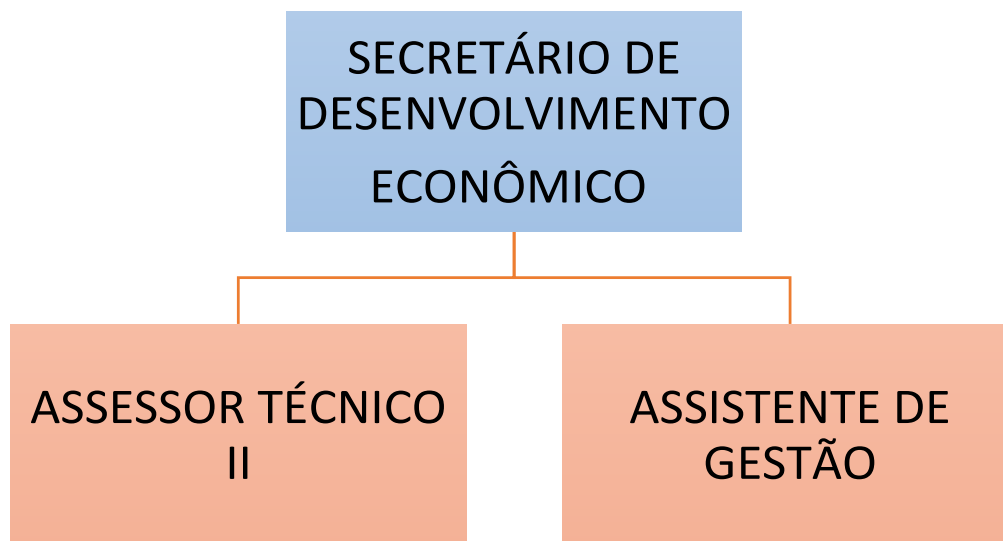 SECRETÁRIO DE
DESENVOLVIMENTO
ECONÔMICO
ASSESSOR TÉCNICO
II
ASSISTENTE DE
GESTÃO